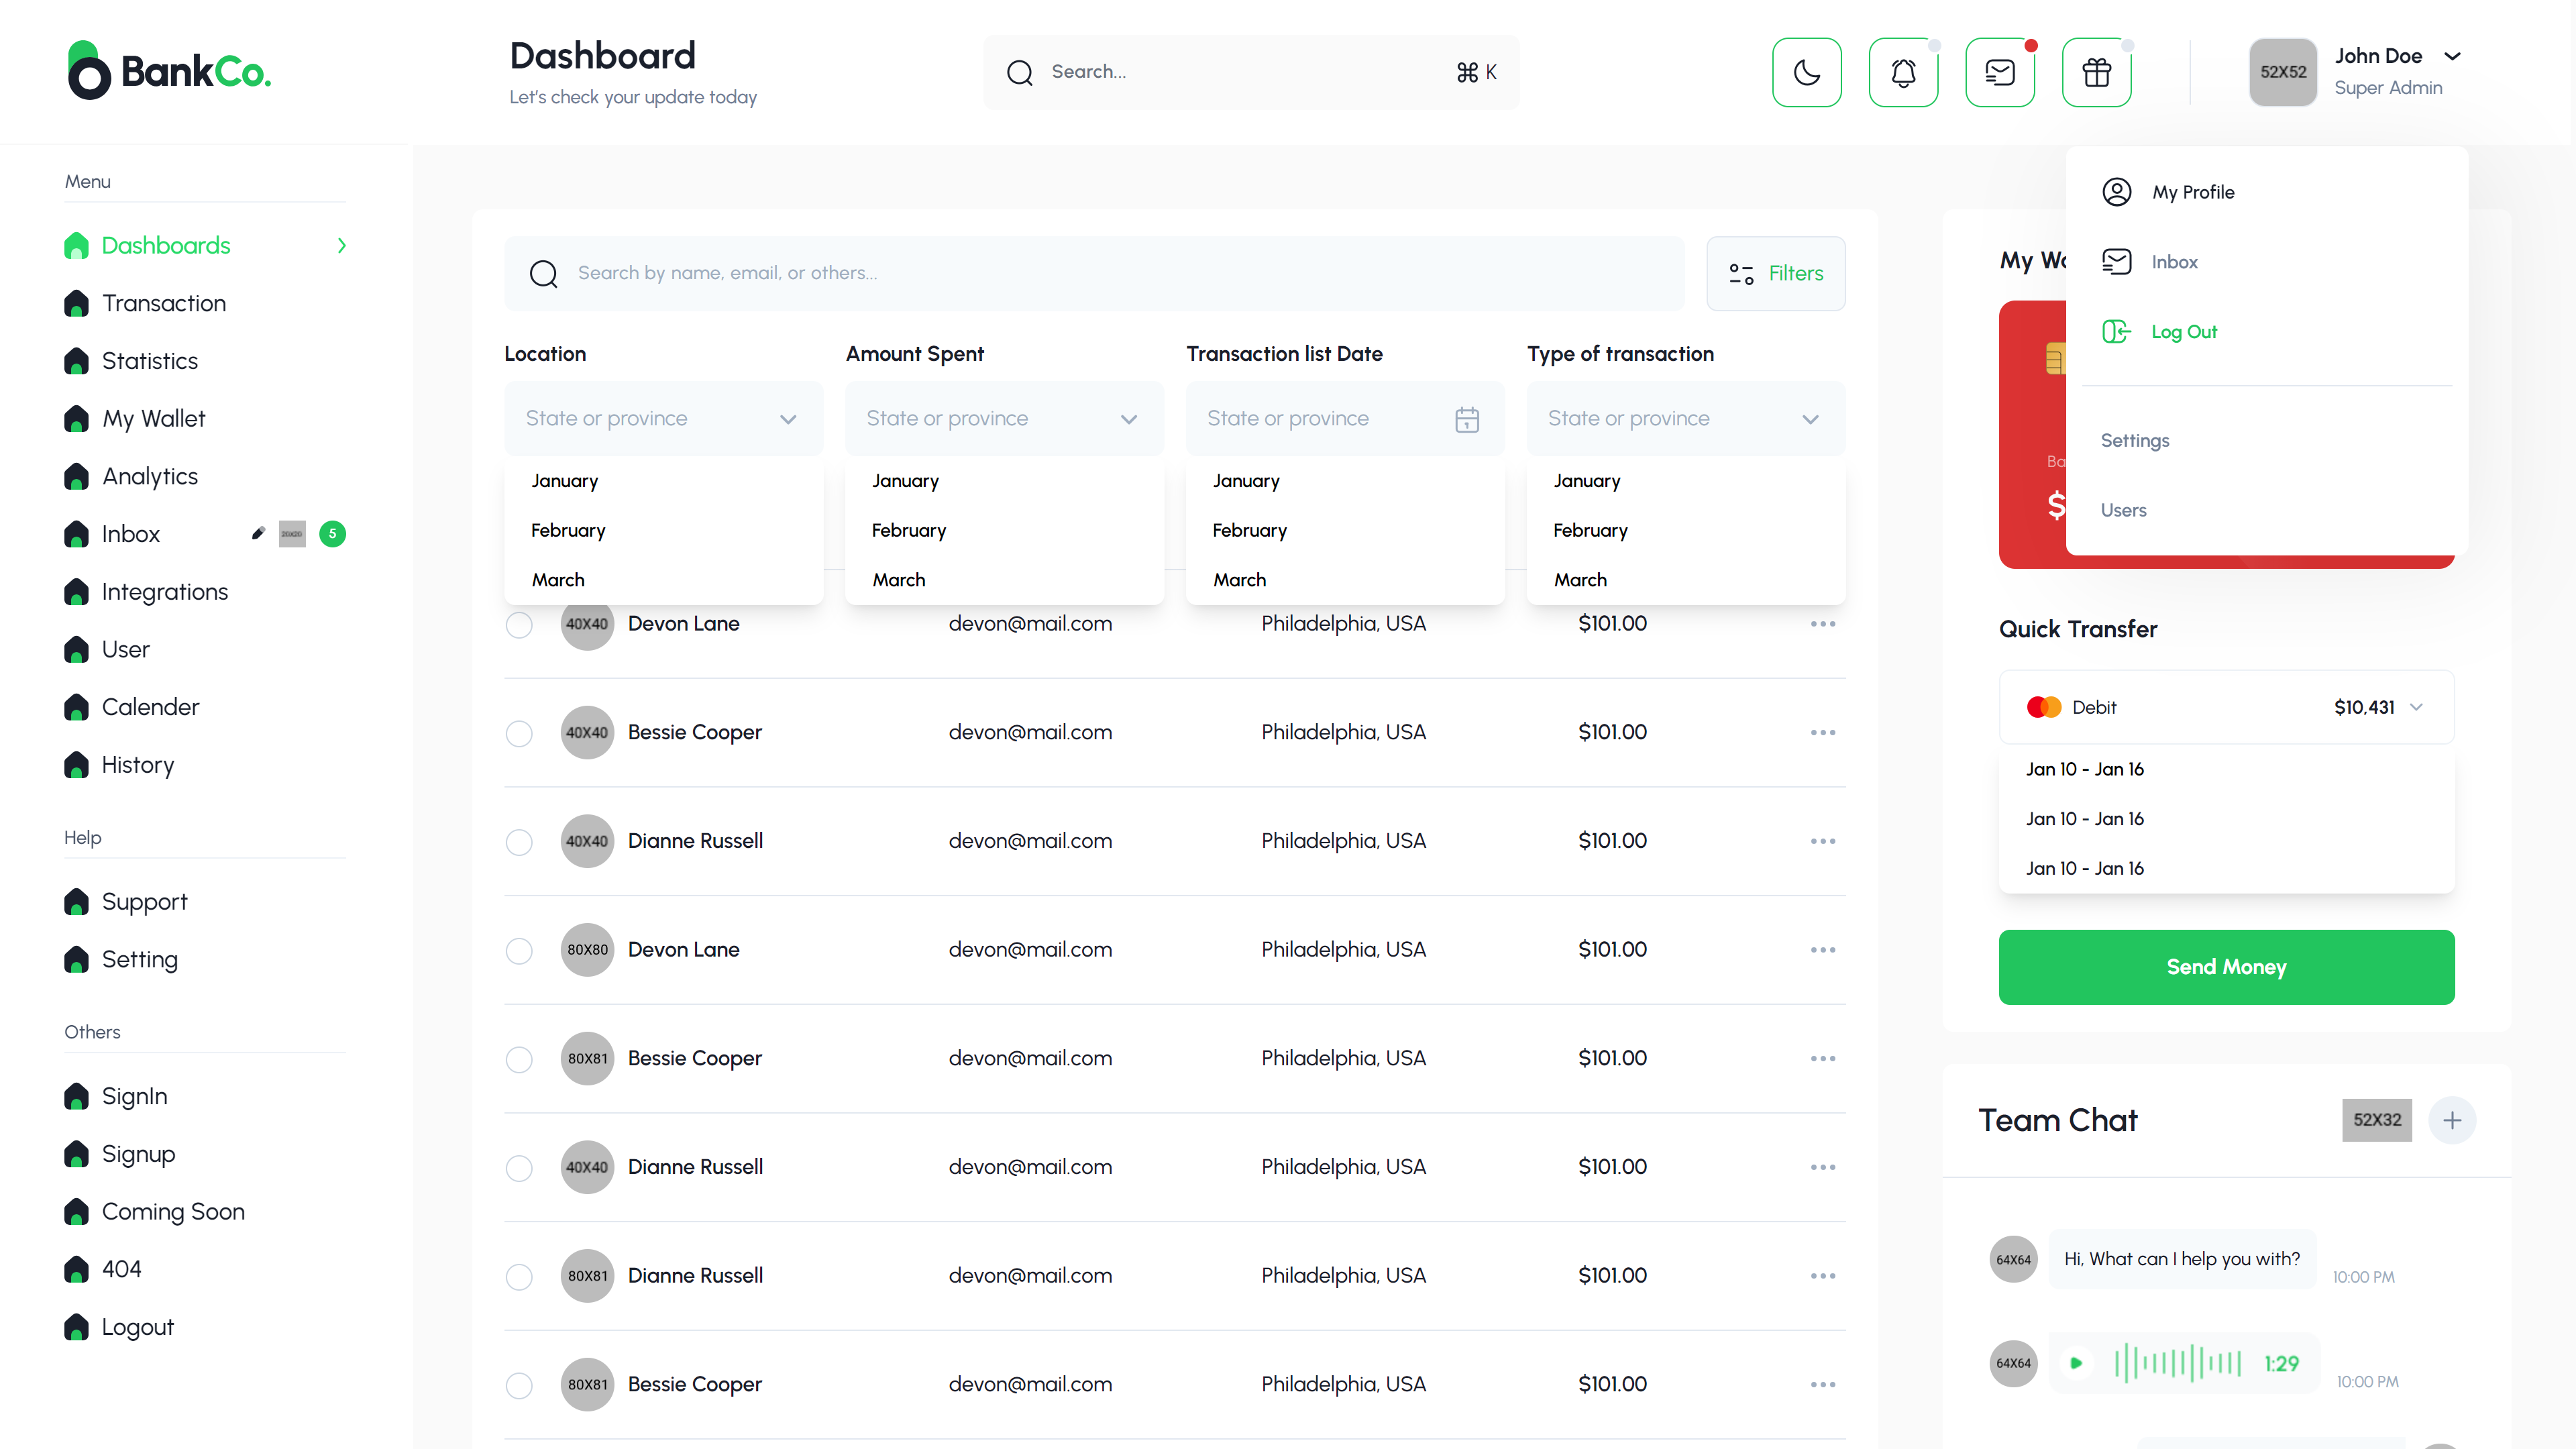 BankCo.
Dashboard
Let's check your update today
Search...
⌘ K
52X52
John Doe
Super Admin
Menu
Dashboards
Transaction
Statistics
My Wallet
Analytics
Inbox
20X20
5
Integrations
User
Calender
History
Help
Support
Setting
Others
SignIn
Signup
Coming Soon
404
Logout
Search by name, email, or others...
Filters
Location
Amount Spent
Transaction list Date
Type of transaction
State or province
State or province
State or province
State or province
January
January
January
January
February
February
February
February
March
March
March
March
40X40 Devon Lane devon@mail.com Philadelphia, USA $101.00
40X40 Bessie Cooper devon@mail.com Philadelphia, USA $101.00
40X40 Dianne Russell devon@mail.com Philadelphia, USA $101.00
80X80 Devon Lane devon@mail.com Philadelphia, USA $101.00
80X81 Bessie Cooper devon@mail.com Philadelphia, USA $101.00
40X40 Dianne Russell devon@mail.com Philadelphia, USA $101.00
80X81 Dianne Russell devon@mail.com Philadelphia, USA $101.00
80X81 Bessie Cooper devon@mail.com Philadelphia, USA $101.00
My Profile
Inbox
Log Out
Settings
Users
My
$
Quick Transfer
Debit
$10,431
Jan 10 - Jan 16
Jan 10 - Jan 16
Jan 10 - Jan 16
Send Money
Team Chat
52X32
64X64
Hi, What can I help you with?
10:00 PM
64X64
1:29
10:00 PM